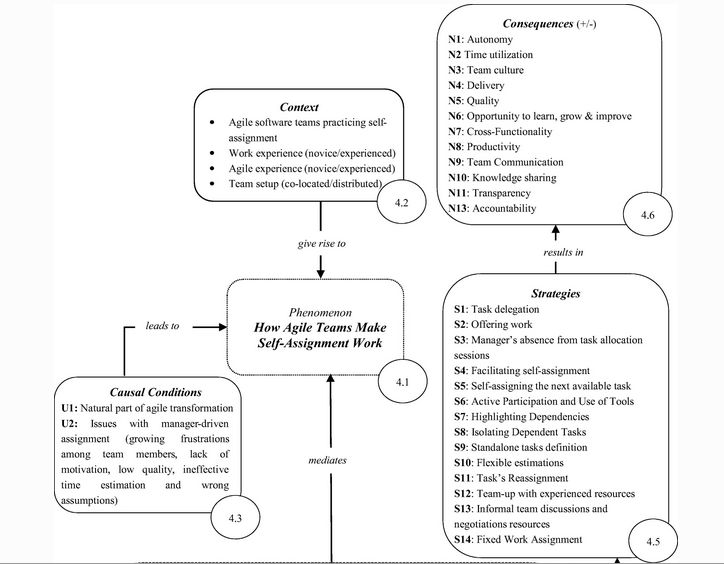 Consequences (+/-)
N1: Autonomy
N2 Time utilization
N3: Team culture
N4: Delivery
N5: Quality
N6: Opportunity to learn, grow & improve
N7: Cross-Functionality
N8: Productivity
N9: Team Communication
N10: Knowledge sharing
N11: Transparency
N13: Accountability
4.6
Context
• Agile software teams practicing self-
assignment
• Work experience (novice/experienced)
• Agile experience (novice/experienced)
• Team setup (co-located/distributed)
4.2
give rise to
results in
Phenomenon
How Agile Teams Make
Self-Assignment Work
4.1
leads to
Causal Conditions
U1: Natural part of agile transformation
U2: Issues with manager-driven
assignment (growing frustrations
among team members, lack of
motivation, low quality, ineffective
time estimation and wrong
assumptions)
4.3
mediates
Strategies
S1: Task delegation
S2: Offering work
S3: Manager’s absence from task allocation
sessions
S4: Facilitating self-assignment
S5: Self-assigning the next available task
S6: Active Participation and Use of Tools
S7: Highlighting Dependencies
S8: Isolating Dependent Tasks
S9: Standalone tasks definition
S10: Flexible estimations
S11: Task’s Reassignment
S12: Team-up with experienced resources
S13: Informal team discussions and
negotiations resources
S14: Fixed Work Assignment
4.5